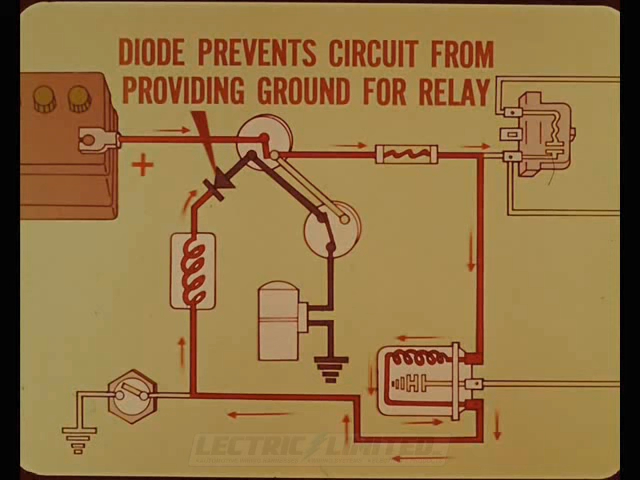 DIODE PREVENTS CIRCUIT FROM
PROVIDING GROUND FOR RELAY
+
LECTRIC LIMITED